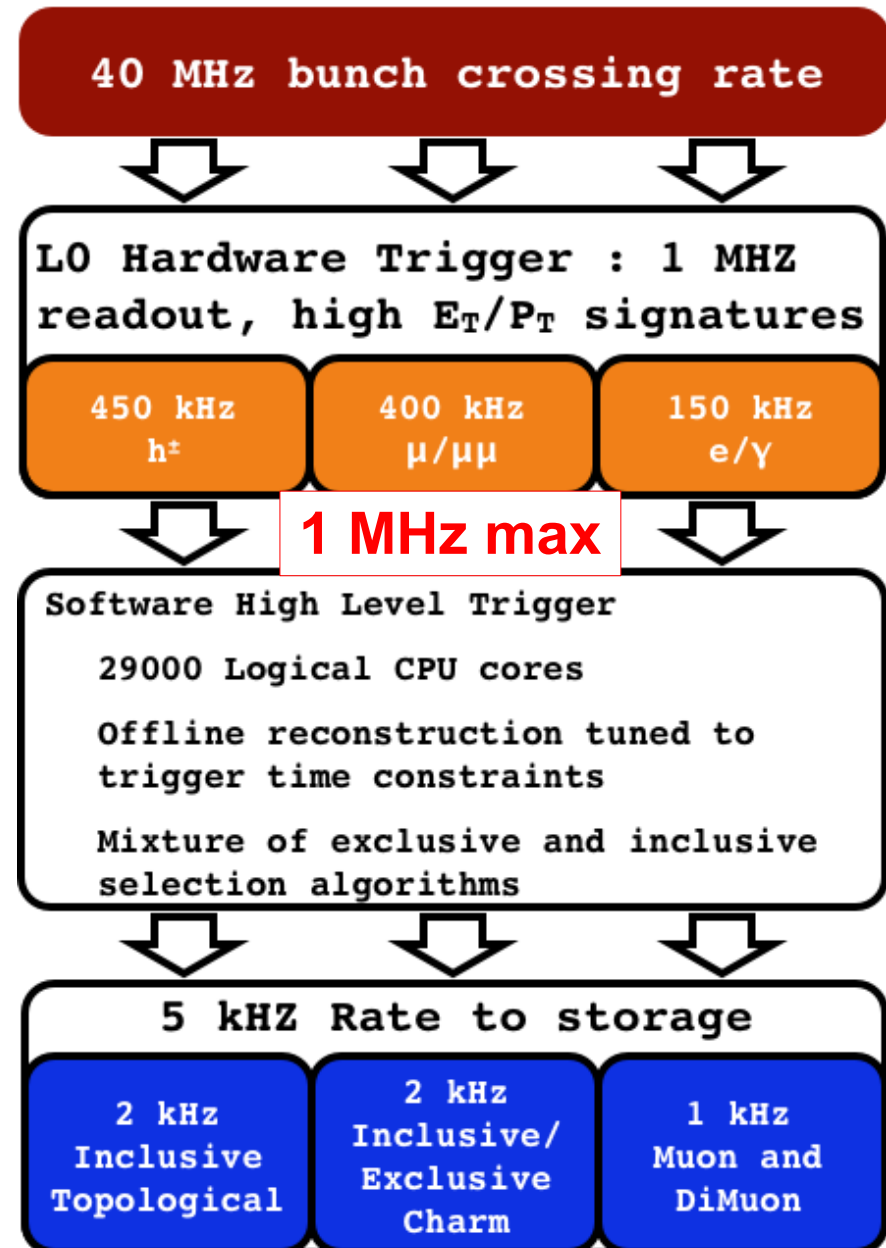 40 MHz bunch crossing rate
L0 Hardware Trigger : 1 MHZ
readout, high ET/PT signatures
450 kHz
h±
400 kHz
μ/μμ
150 kHz
e/γ
1 MHz max
Software High Level Trigger
29000 Logical CPU cores
Offline reconstruction tuned to
trigger time constraints
Mixture of exclusive and inclusive
selection algorithms
5 kHZ Rate to storage
2 kHz
Inclusive
Topological
2 kHz
Inclusive/
Exclusive
Charm
1 kHz
Muon and
DiMuon